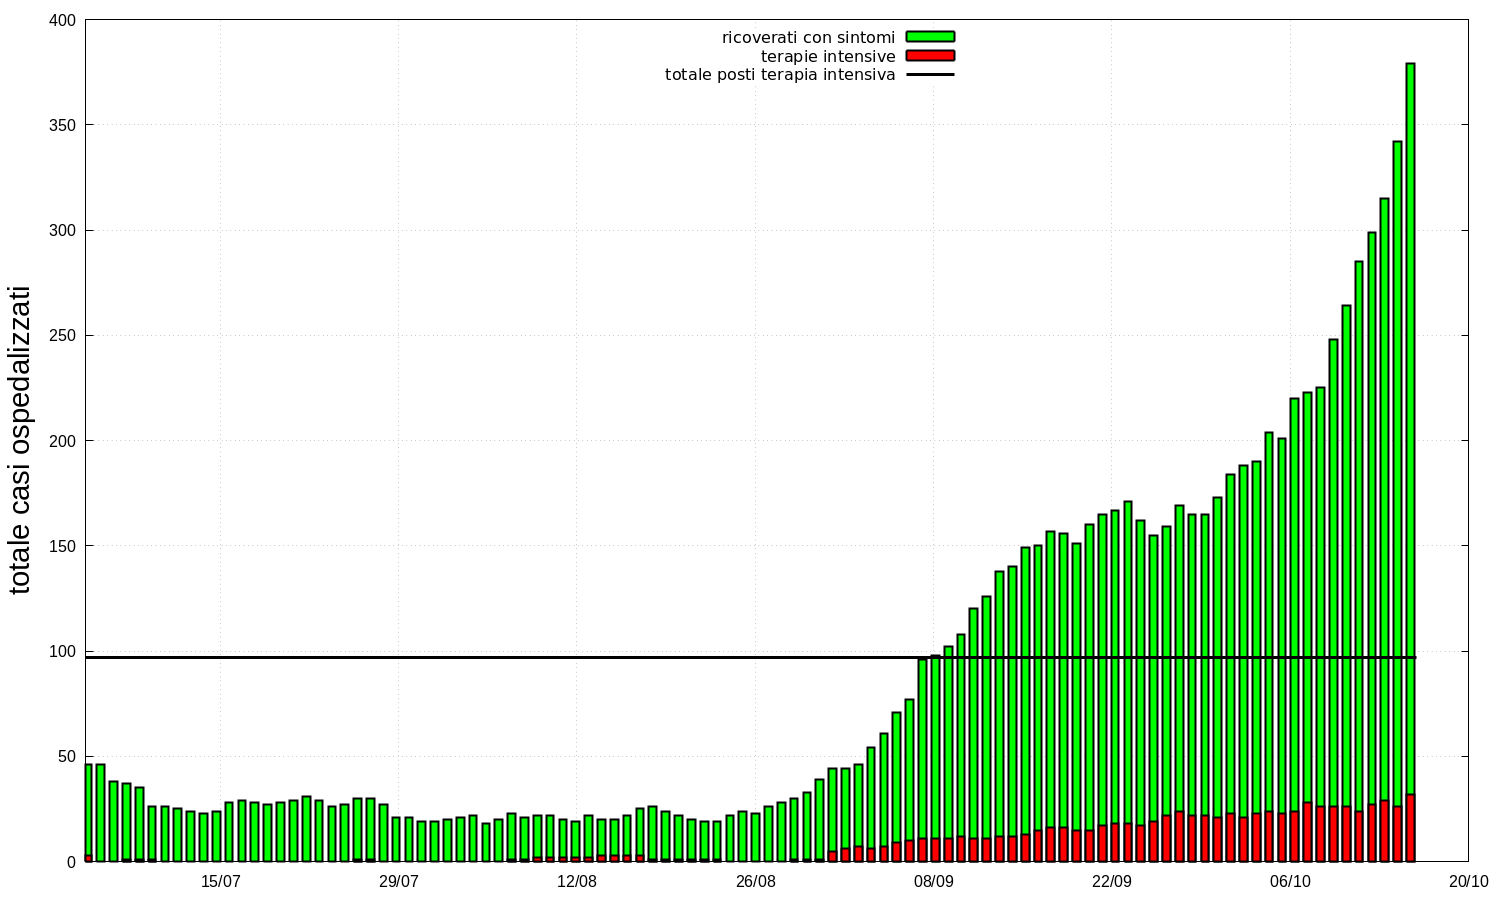 400
ricoverati con sintomi
terapie intensive
totale posti terapia intensiva
350
300
250
200
150
100
50
0
totale casi ospedalizzati
15/07 29/07 12/08 26/08 08/09 22/09 06/10 20/10